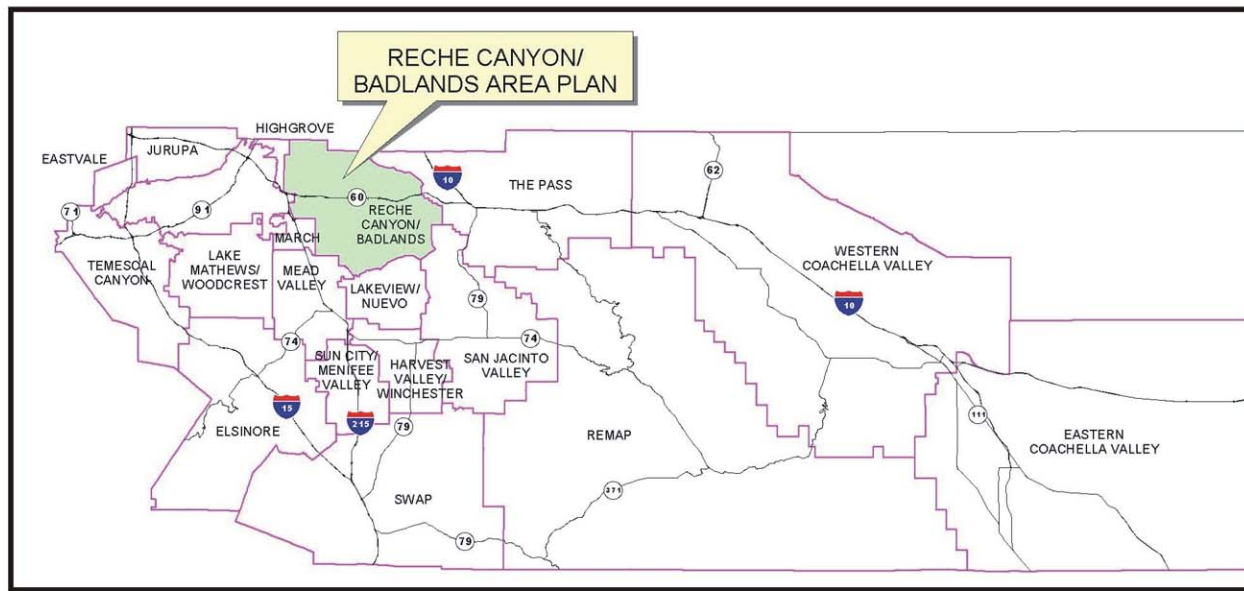 RECHE CANYON/
BADLANDS AREA PLAN
HIGHGROVE
JURUPA
EASTVALE
62
10
THE PASS
60
91
71
RECHE
CANYON/
BADLANDS
MARCH
WESTERN
COACHELLA VALLEY
LAKE
MATHEWS/
WOODCREST
TEMESCAL
CANYON
MEAD
VALLEY
LAKEVIEW/
NUEVO
79
10
74
74
SUN CITY/
MENIFEE
VALLEY
HARVEST
VALLEY/
WINCHESTER
SAN JACINTO
VALLEY
15
215
79
111
ELSINORE
REMAP
EASTERN
COACHELLA VALLEY
371
SWAP
79